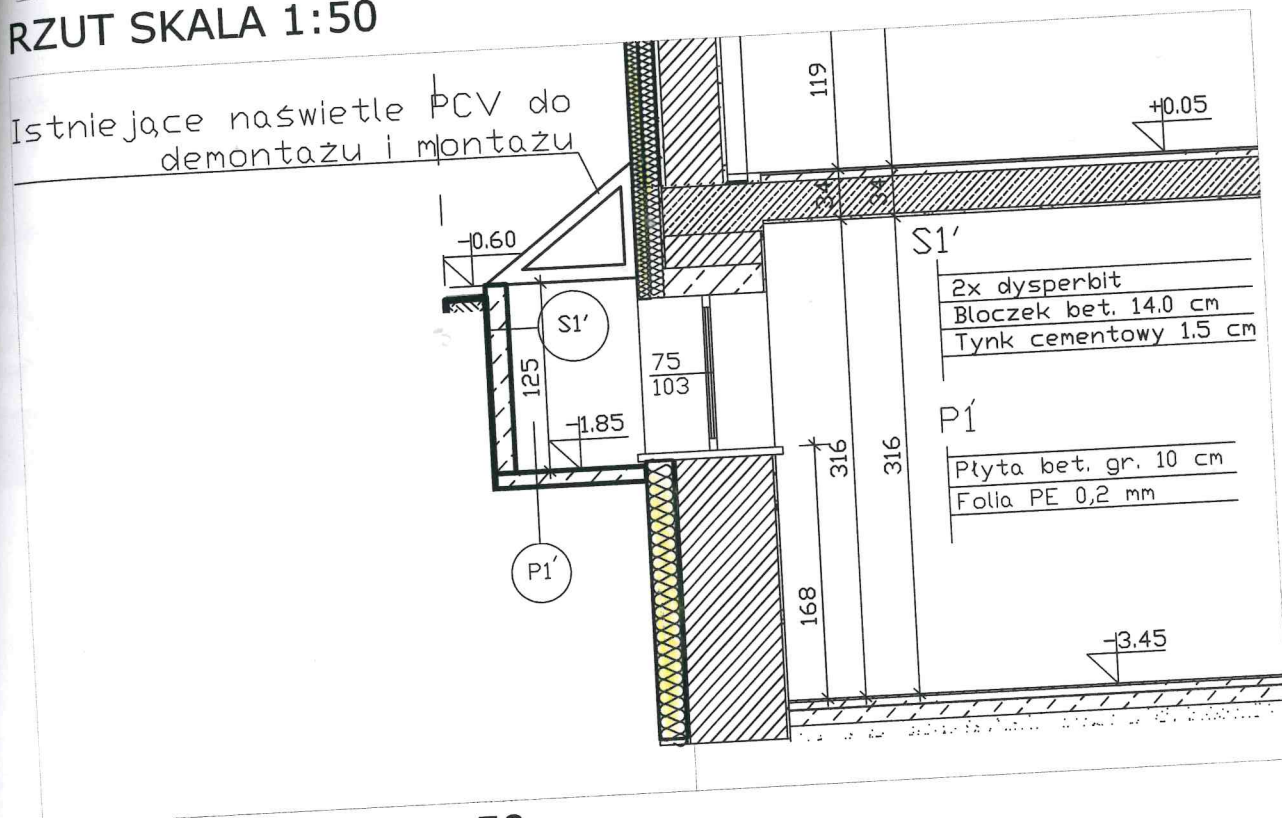 RZUT SKALA 1:50
Istniejące naświetle PCV do
demontażu i montażu
119
+0.05
34
34
-0.60
S1'
2x dysperbit
Bloczek bet. 14.0 cm
Tynk cementowy 1.5 cm
S1'
125
75
103
-1.85
316
316
P1'
Płyta bet. gr. 10 cm
Folia PE 0,2 mm
P1'
168
-3.45